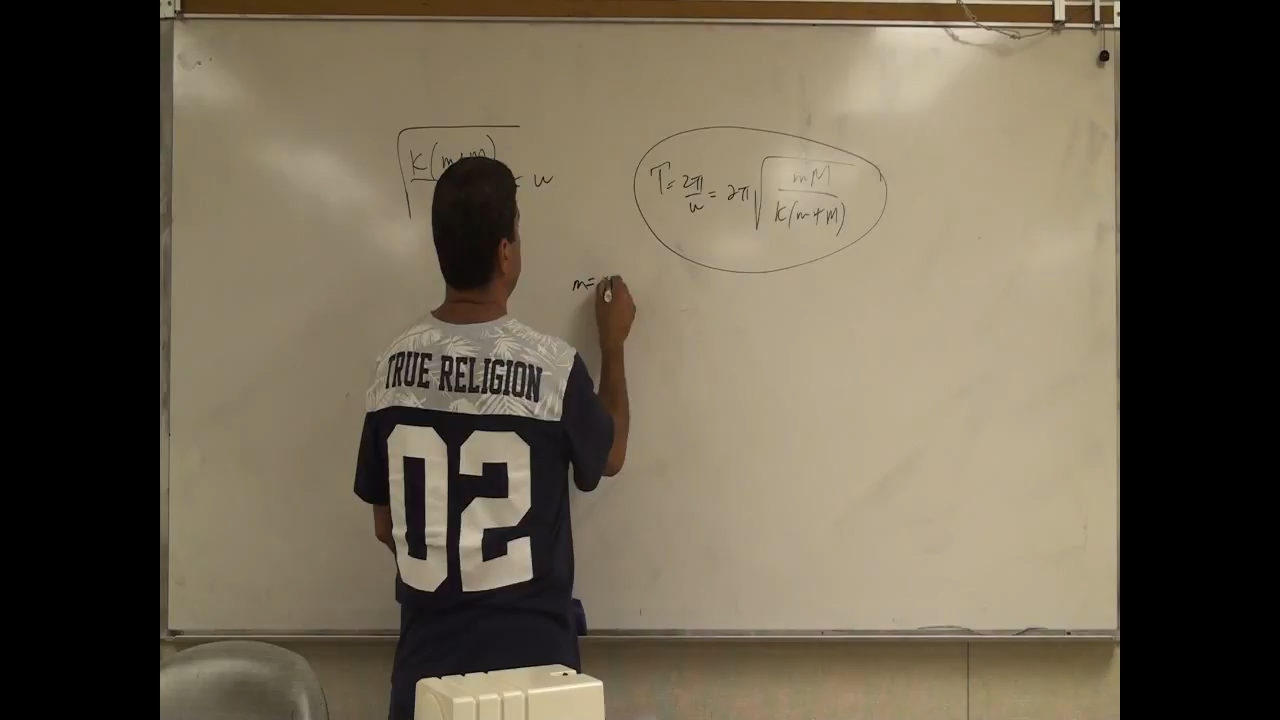 √(K(m+M)) = w
T = 2π/w = 2π √(mM / K(m+M))
m=
TRUE RELIGION
02